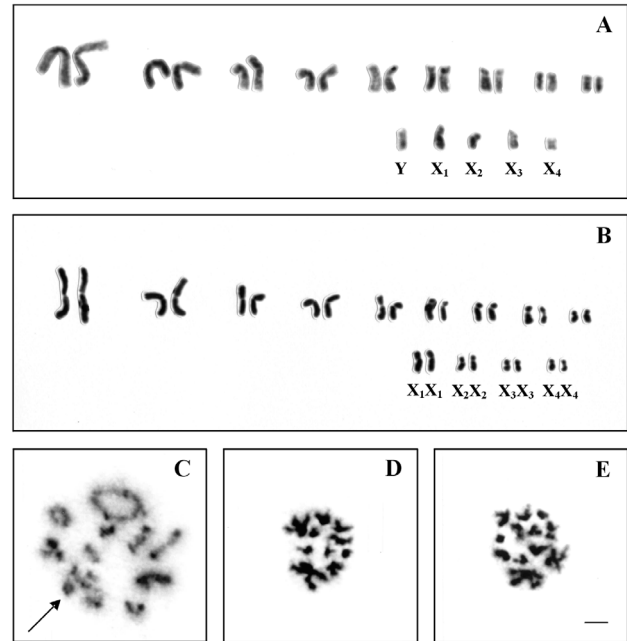 A
Y X₁ X₂ X₃ X₄
B
X₁X₁ X₂X₂ X₃X₃ X₄X₄
C D E